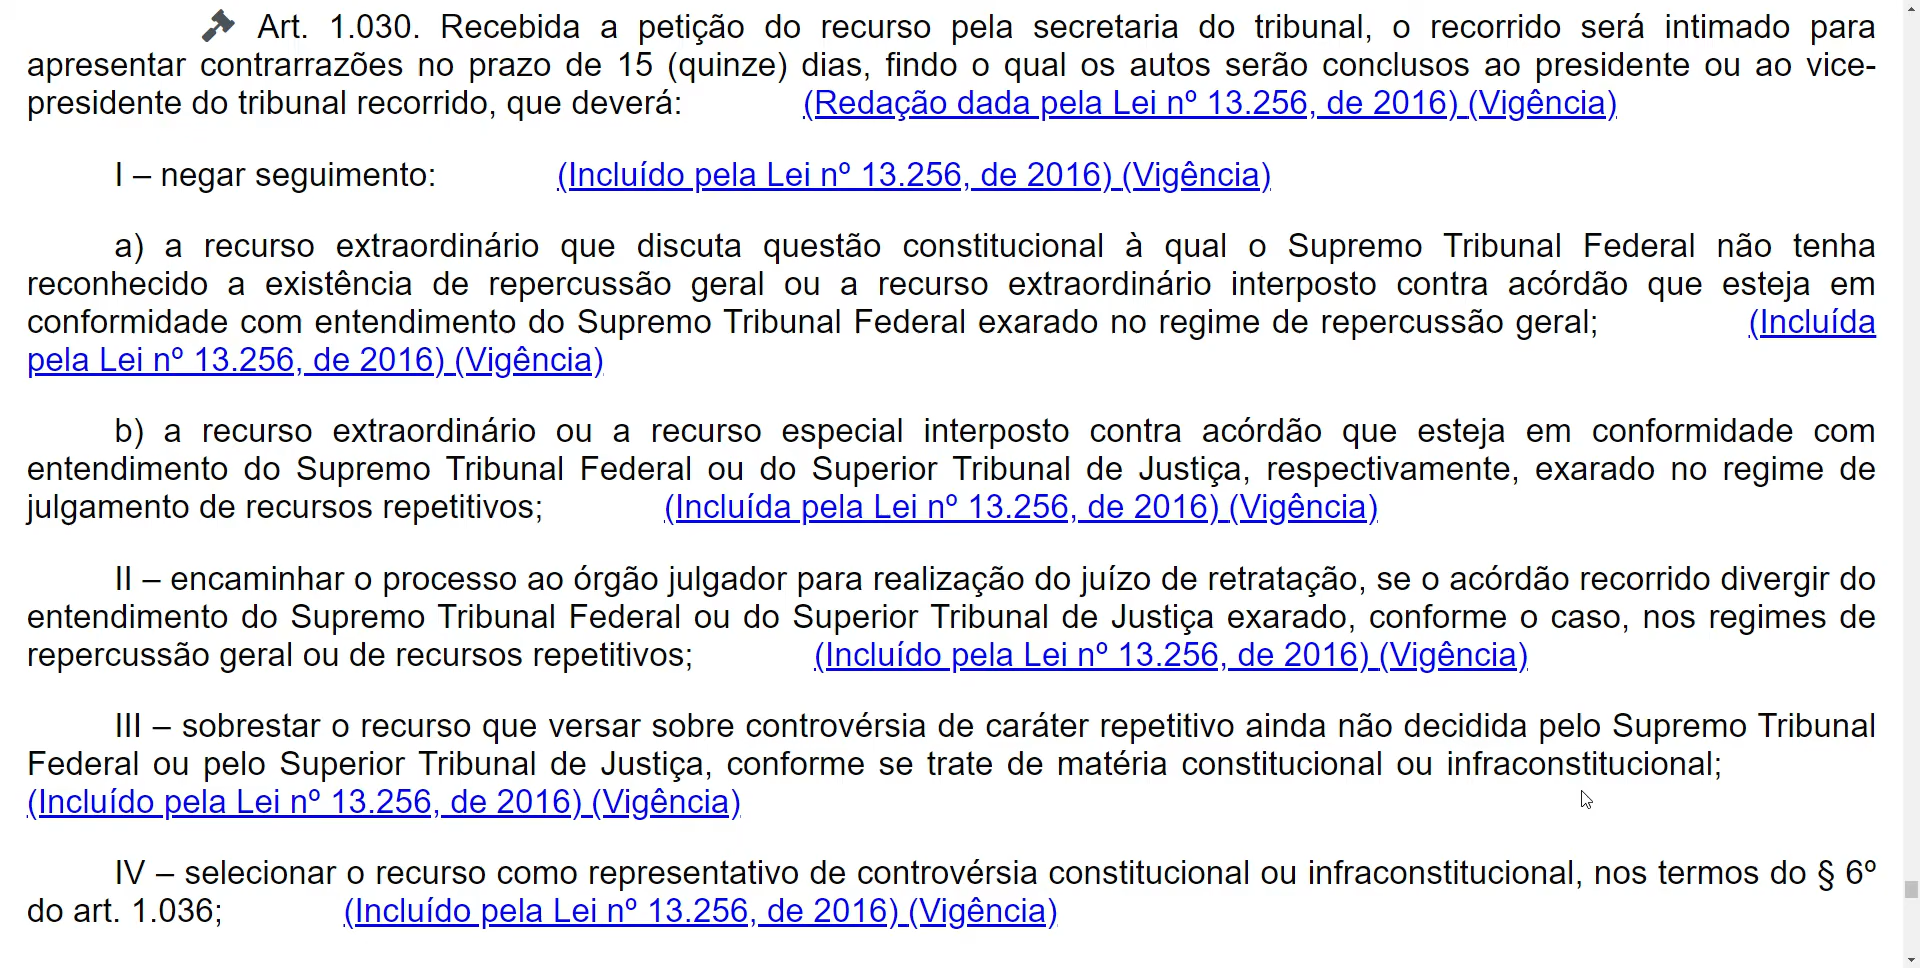 Art. 1.030. Recebida a petição do recurso pela secretaria do tribunal, o recorrido será intimado para
apresentar contrarrazões no prazo de 15 (quinze) dias, findo o qual os autos serão conclusos ao presidente ou ao vice-
presidente do tribunal recorrido, que deverá: (Redação dada pela Lei nº 13.256, de 2016) (Vigência)
I – negar seguimento: (Incluído pela Lei nº 13.256, de 2016) (Vigência)
a) a recurso extraordinário que discuta questão constitucional à qual o Supremo Tribunal Federal não tenha
reconhecido a existência de repercussão geral ou a recurso extraordinário interposto contra acórdão que esteja em
conformidade com entendimento do Supremo Tribunal Federal exarado no regime de repercussão geral; (Incluída
pela Lei nº 13.256, de 2016) (Vigência)
b) a recurso extraordinário ou a recurso especial interposto contra acórdão que esteja em conformidade com
entendimento do Supremo Tribunal Federal ou do Superior Tribunal de Justiça, respectivamente, exarado no regime de
julgamento de recursos repetitivos; (Incluída pela Lei nº 13.256, de 2016) (Vigência)
II – encaminhar o processo ao órgão julgador para realização do juízo de retratação, se o acórdão recorrido divergir do
entendimento do Supremo Tribunal Federal ou do Superior Tribunal de Justiça exarado, conforme o caso, nos regimes de
repercussão geral ou de recursos repetitivos; (Incluído pela Lei nº 13.256, de 2016) (Vigência)
III – sobrestar o recurso que versar sobre controvérsia de caráter repetitivo ainda não decidida pelo Supremo Tribunal
Federal ou pelo Superior Tribunal de Justiça, conforme se trate de matéria constitucional ou infraconstitucional;
(Incluído pela Lei nº 13.256, de 2016) (Vigência)
IV – selecionar o recurso como representativo de controvérsia constitucional ou infraconstitucional, nos termos do § 6º
do art. 1.036; (Incluído pela Lei nº 13.256, de 2016) (Vigência)